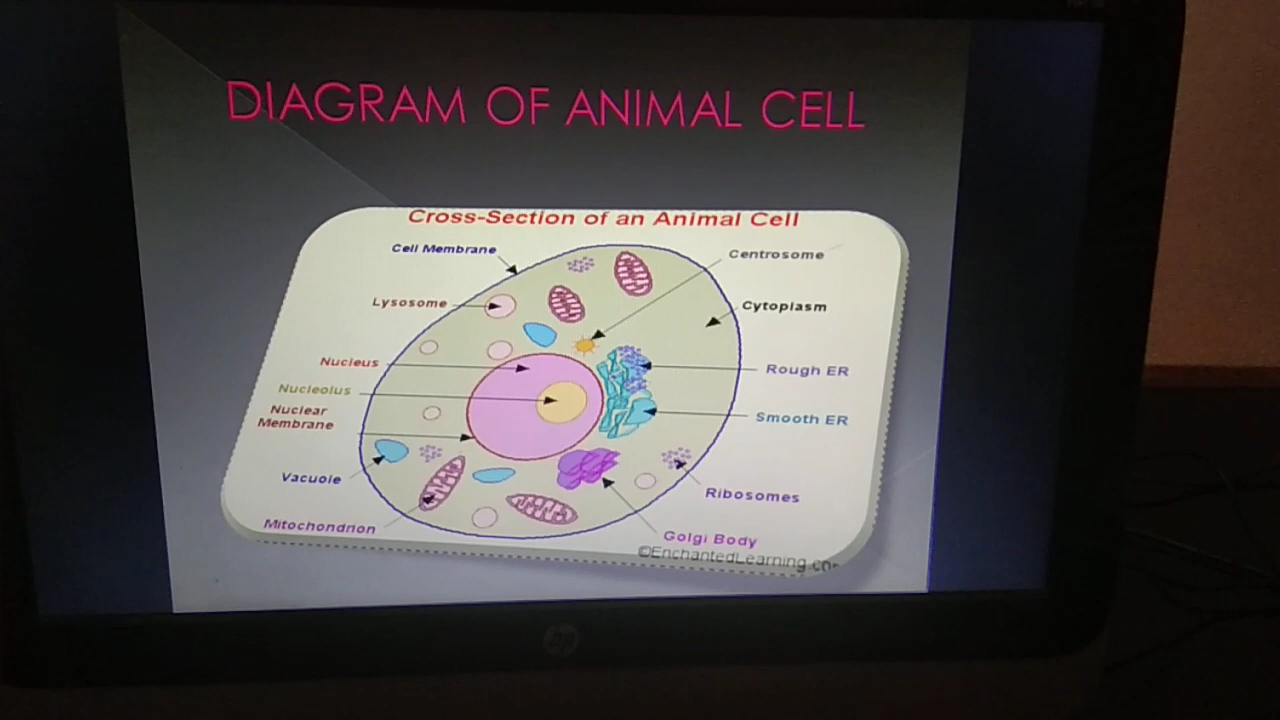 DIAGRAM OF ANIMAL CELL
Cross-Section of an Animal Cell
Cell Membrane
Centrosome
Lysosome
Cytoplasm
Nucleus
Rough ER
Nucleolus
Nuclear
Membrane
Smooth ER
Vacuole
Ribosomes
Mitochondrion
Golgi Body
©EnchantedLearning.co
hp